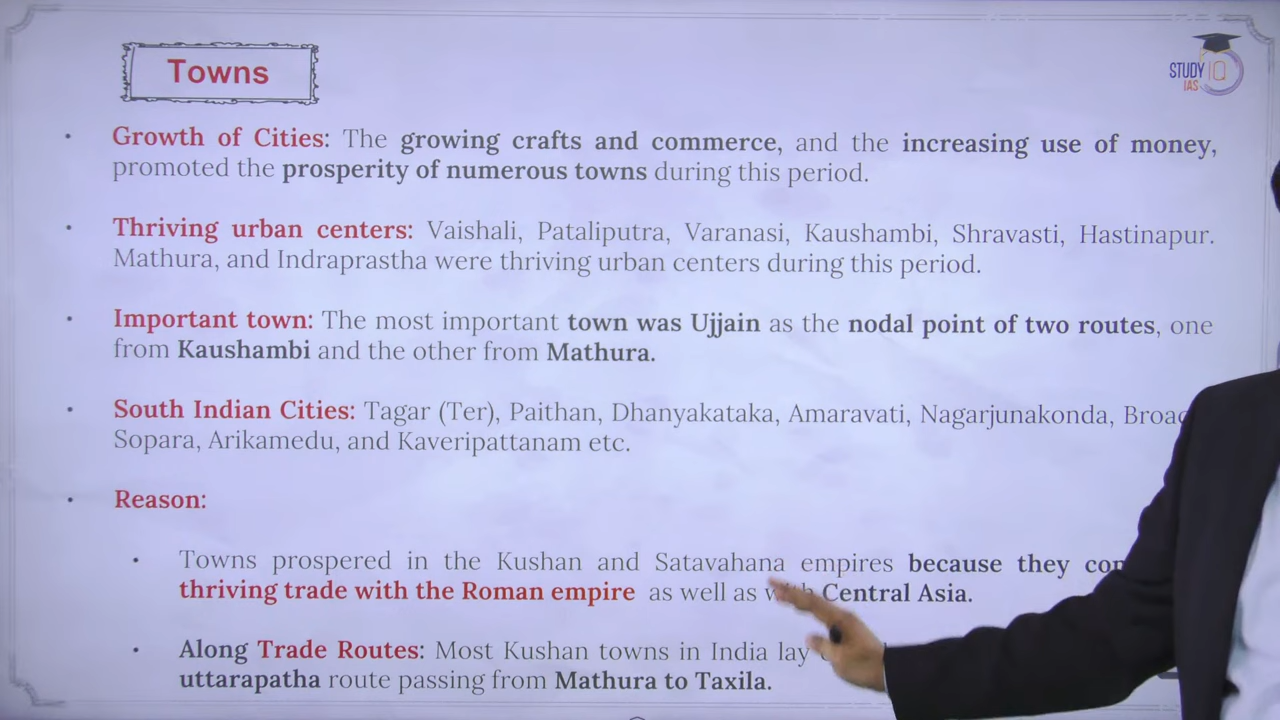 Towns
STUDY IQ
IAS
• Growth of Cities: The growing crafts and commerce, and the increasing use of money,
promoted the prosperity of numerous towns during this period.
• Thriving urban centers: Vaishali, Pataliputra, Varanasi, Kaushambi, Shravasti, Hastinapur.
Mathura, and Indraprastha were thriving urban centers during this period.
• Important town: The most important town was Ujjain as the nodal point of two routes, one
from Kaushambi and the other from Mathura.
• South Indian Cities: Tagar (Ter), Paithan, Dhanyakataka, Amaravati, Nagarjunakonda,
Sopara, Arikamedu, and Kaveripattanam etc.
• Reason:
• Towns prospered in the Kushan and Satavahana empires because they
thriving trade with the Roman empire as well as with Central Asia.
• Along Trade Routes: Most Kushan towns in India lay
uttarapatha route passing from Mathura to Taxila.